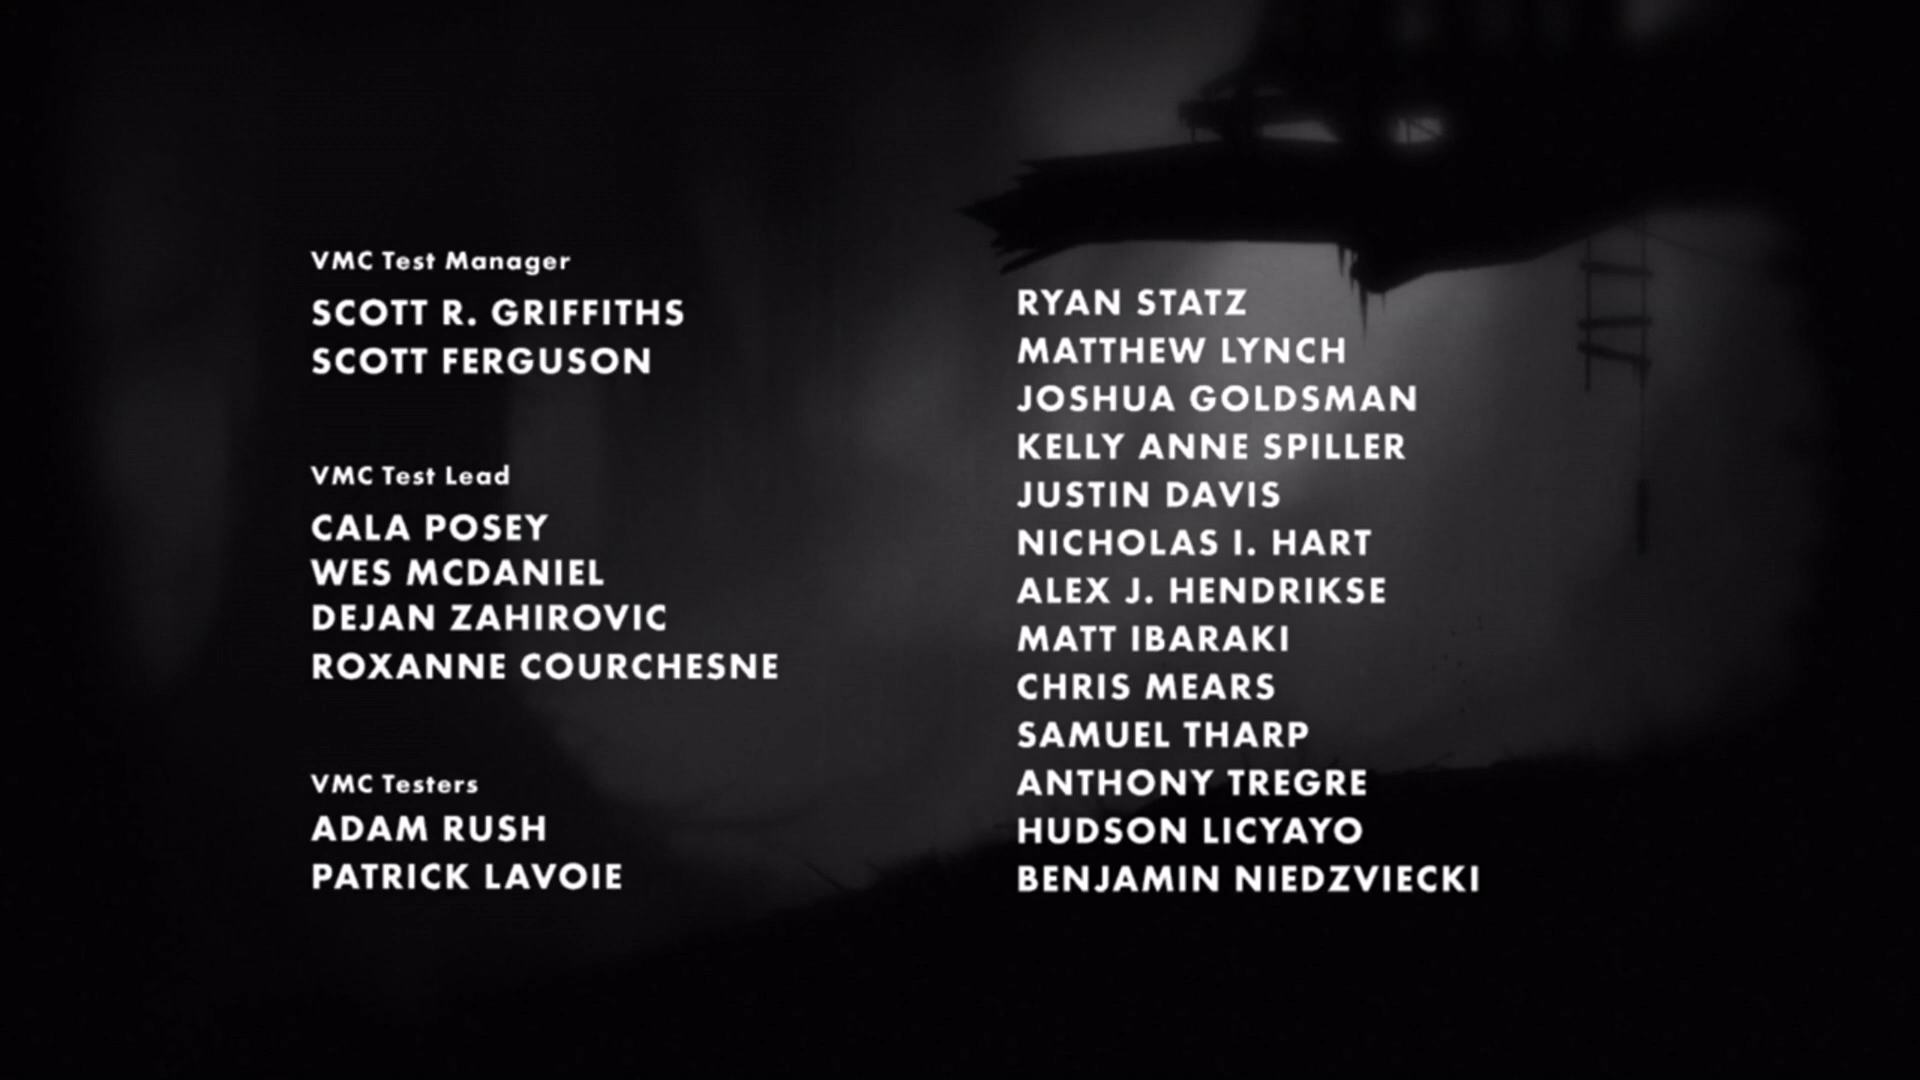 VMC Test Manager
SCOTT R. GRIFFITHS
SCOTT FERGUSON
VMC Test Lead
CALA POSEY
WES MCDANIEL
DEJAN ZAHIROVIC
ROXANNE COURCHESNE
VMC Testers
ADAM RUSH
PATRICK LAVOIE
RYAN STATZ
MATTHEW LYNCH
JOSHUA GOLDSMAN
KELLY ANNE SPILLER
JUSTIN DAVIS
NICHOLAS I. HART
ALEX J. HENDRIKSE
MATT IBARAKI
CHRIS MEARS
SAMUEL THARP
ANTHONY TREGRE
HUDSON LICYAYO
BENJAMIN NIEDZVIECKI